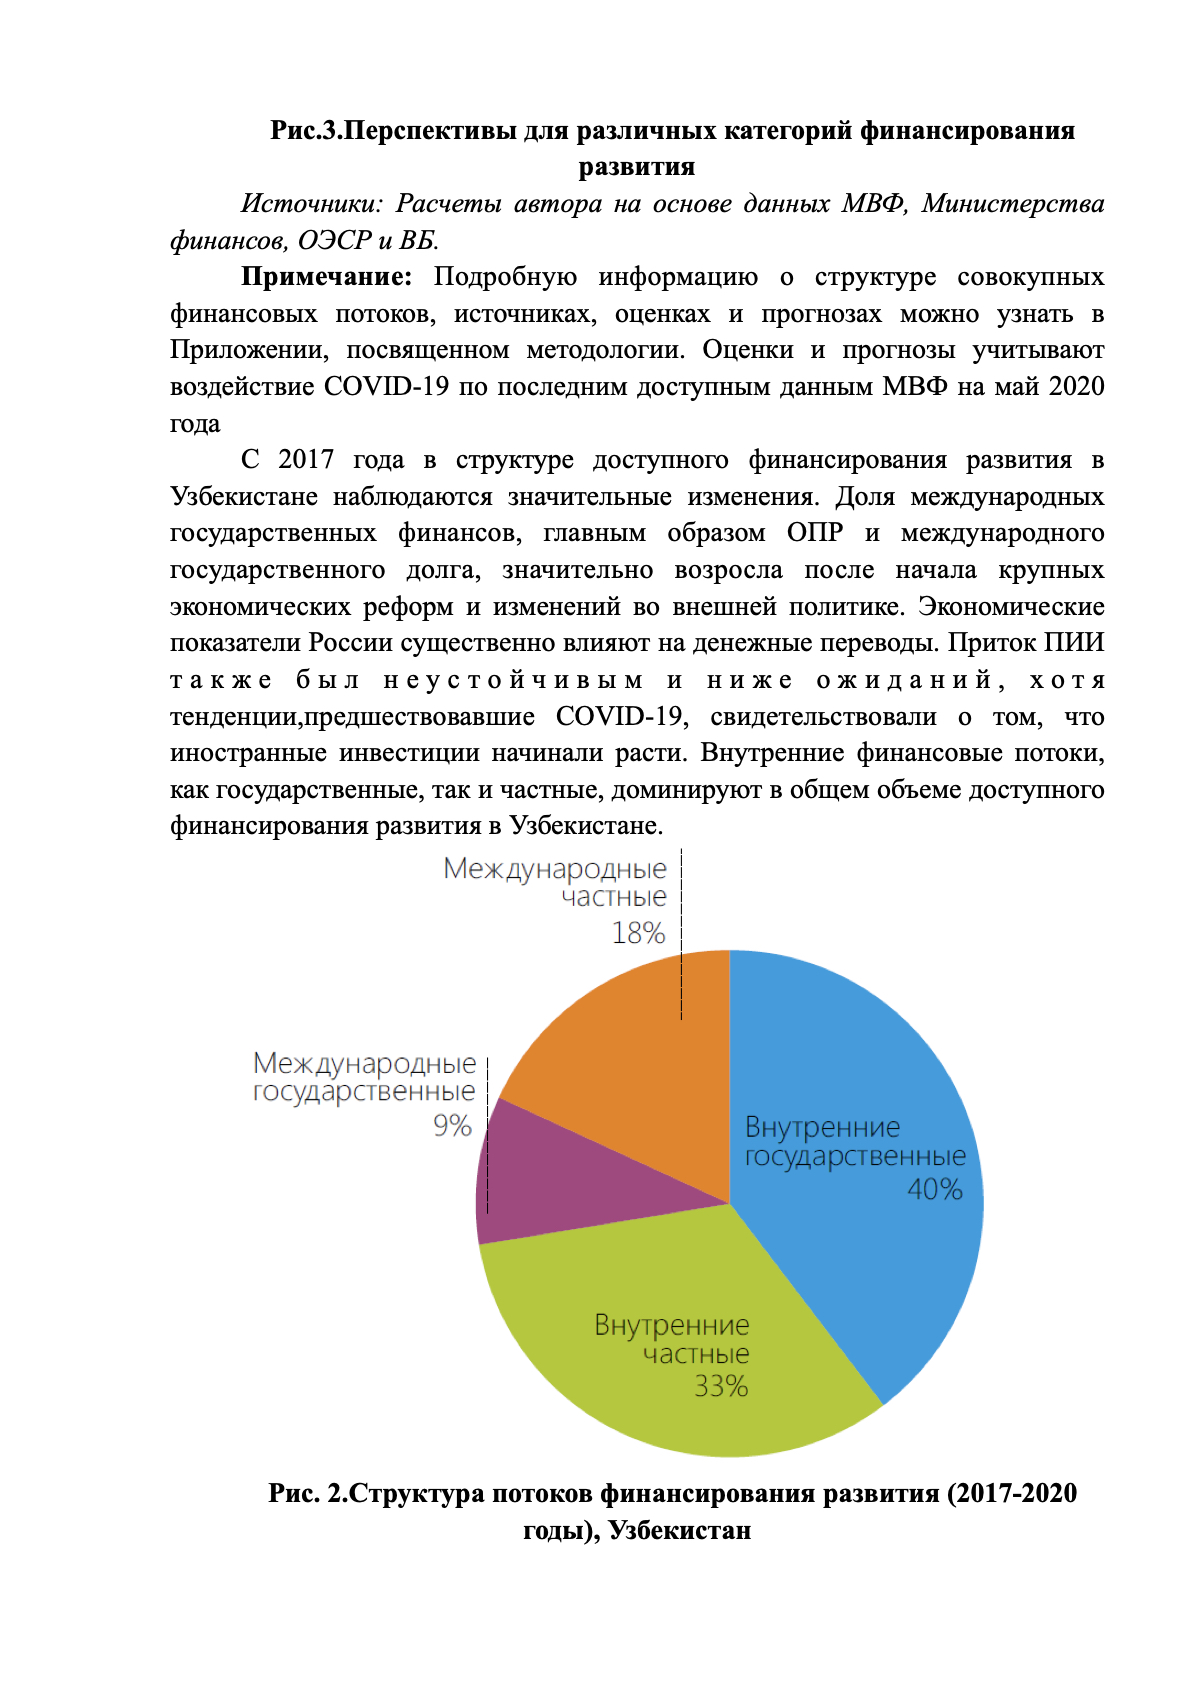 Рис.3.Перспективы для различных категорий финансирования
развития
Источники: Расчеты автора на основе данных МВФ, Министерства
финансов, ОЭСР и ВБ.
Примечание: Подробную информацию о структуре совокупных
финансовых потоков, источниках, оценках и прогнозах можно узнать в
Приложении, посвященном методологии. Оценки и прогнозы учитывают
воздействие COVID-19 по последним доступным данным МВФ на май 2020
года
С 2017 года в структуре доступного финансирования развития в
Узбекистане наблюдаются значительные изменения. Доля международных
государственных финансов, главным образом ОПР и международного
государственного долга, значительно возросла после начала крупных
экономических реформ и изменений во внешней политике. Экономические
показатели России существенно влияют на денежные переводы. Приток ПИИ
также был неустойчивым и ниже ожиданий, хотя
тенденции,предшествовавшие COVID-19, свидетельствовали о том, что
иностранные инвестиции начинали расти. Внутренние финансовые потоки,
как государственные, так и частные, доминируют в общем объеме доступного
финансирования развития в Узбекистане.
Международные
частные
18%
Международные
государственные
9%
Внутренние
государственные
40%
Внутренние
частные
33%
Рис. 2.Структура потоков финансирования развития (2017-2020
годы), Узбекистан